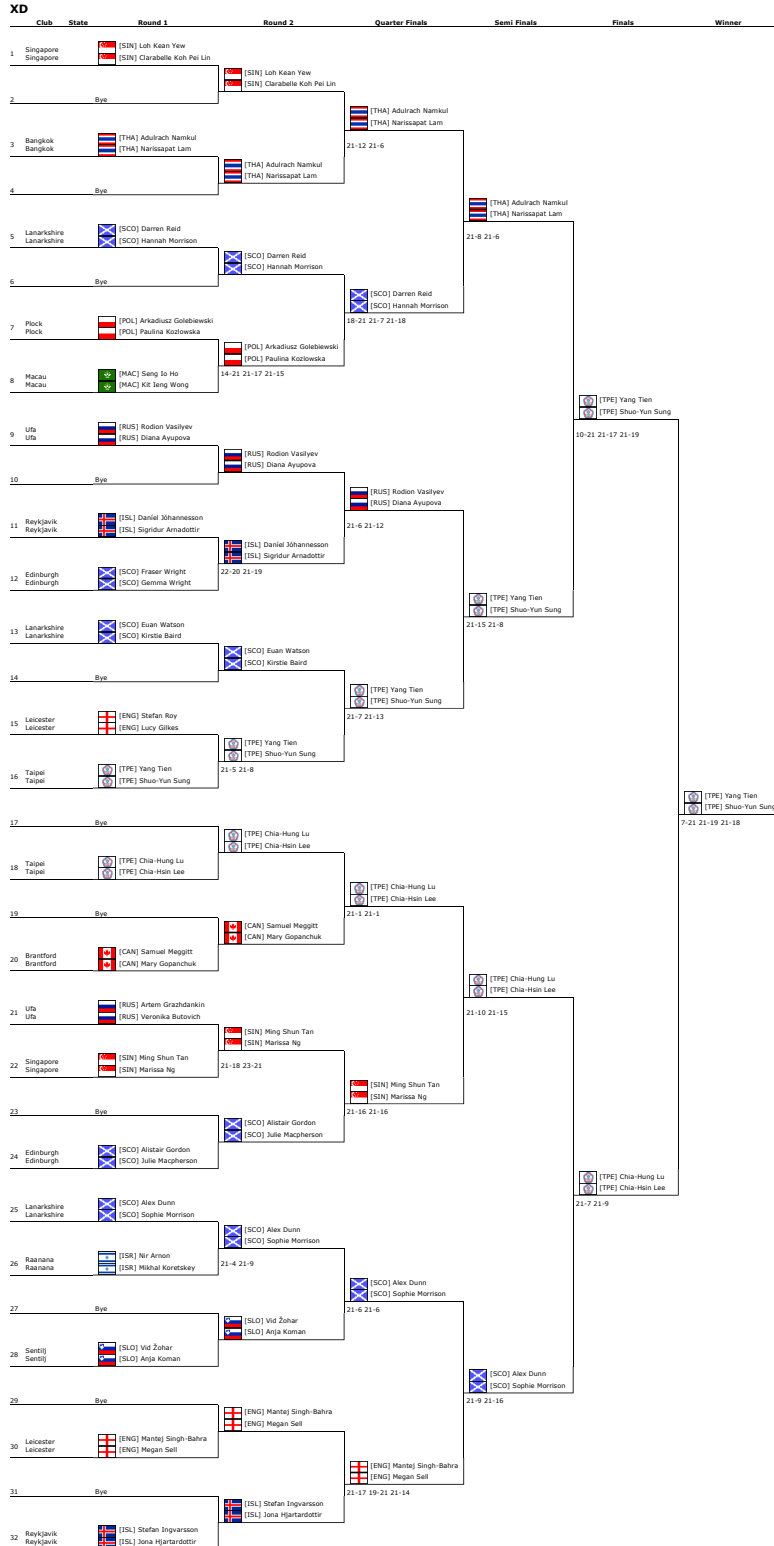 XD
Club State Round 1 Round 2 Quarter Finals Semi Finals Finals Winner
1 Singapore [SIN] Loh Kean Yew
Singapore [SIN] Clarabelle Koh Pei Lin
[SIN] Loh Kean Yew
[SIN] Clarabelle Koh Pei Lin
2 Bye
[THA] Adulrach Namkul
[THA] Narissapat Lam
3 Bangkok [THA] Adulrach Namkul
Bangkok [THA] Narissapat Lam
21-12 21-6
[THA] Adulrach Namkul
[THA] Narissapat Lam
4 Bye
[THA] Adulrach Namkul
[THA] Narissapat Lam
5 Lanarkshire [SCO] Darren Reid
Lanarkshire [SCO] Hannah Morrison
21-8 21-6
[SCO] Darren Reid
[SCO] Hannah Morrison
6 Bye
[SCO] Darren Reid
[SCO] Hannah Morrison
7 Plock [POL] Arkadiusz Golebiewski
Plock [POL] Paulina Kozlowska
18-21 21-7 21-18
[POL] Arkadiusz Golebiewski
[POL] Paulina Kozlowska
8 Macau [MAC] Seng Io Ho
Macau [MAC] Kit Ieng Wong
14-21 21-17 21-15
[TPE] Yang Tien
[TPE] Shuo-Yun Sung
9 Ufa [RUS] Rodion Vasilyev
Ufa [RUS] Diana Ayupova
10-21 21-17 21-19
[RUS] Rodion Vasilyev
[RUS] Diana Ayupova
10 Bye
[RUS] Rodion Vasilyev
[RUS] Diana Ayupova
11 Reykjavik [ISL] Daníel Jóhannesson
Reykjavik [ISL] Sigridur Arnadottir
21-6 21-12
[ISL] Daníel Jóhannesson
[ISL] Sigridur Arnadottir
12 Edinburgh [SCO] Fraser Wright
Edinburgh [SCO] Gemma Wright
22-20 21-19
[TPE] Yang Tien
[TPE] Shuo-Yun Sung
13 Lanarkshire [SCO] Euan Watson
Lanarkshire [SCO] Kirstie Baird
21-15 21-8
[SCO] Euan Watson
[SCO] Kirstie Baird
14 Bye
[TPE] Yang Tien
[TPE] Shuo-Yun Sung
15 Leicester [ENG] Stefan Roy
Leicester [ENG] Lucy Gilkes
21-7 21-13
[TPE] Yang Tien
[TPE] Shuo-Yun Sung
16 Taipei [TPE] Yang Tien
Taipei [TPE] Shuo-Yun Sung
21-5 21-8
[TPE] Yang Tien
[TPE] Shuo-Yun Sung
17 Bye
7-21 21-19 21-18
[TPE] Chia-Hung Lu
[TPE] Chia-Hsin Lee
18 Taipei [TPE] Chia-Hung Lu
Taipei [TPE] Chia-Hsin Lee
[TPE] Chia-Hung Lu
[TPE] Chia-Hsin Lee
19 Bye
21-1 21-1
[CAN] Samuel Meggitt
[CAN] Mary Gopanchuk
20 Brantford [CAN] Samuel Meggitt
Brantford [CAN] Mary Gopanchuk
[TPE] Chia-Hung Lu
[TPE] Chia-Hsin Lee
21 Ufa [RUS] Artem Grazhdankin
Ufa [RUS] Veronika Butovich
21-10 21-15
[SIN] Ming Shun Tan
[SIN] Marissa Ng
22 Singapore [SIN] Ming Shun Tan
Singapore [SIN] Marissa Ng
21-18 23-21
[SIN] Ming Shun Tan
[SIN] Marissa Ng
23 Bye
21-16 21-16
[SCO] Alistair Gordon
[SCO] Julie Macpherson
24 Edinburgh [SCO] Alistair Gordon
Edinburgh [SCO] Julie Macpherson
[TPE] Chia-Hung Lu
[TPE] Chia-Hsin Lee
25 Lanarkshire [SCO] Alex Dunn
Lanarkshire [SCO] Sophie Morrison
21-7 21-9
[SCO] Alex Dunn
[SCO] Sophie Morrison
26 Raanana [ISR] Nir Arnon
Raanana [ISR] Mikhal Koretskey
21-4 21-9
[SCO] Alex Dunn
[SCO] Sophie Morrison
27 Bye
21-6 21-6
[SLO] Vid Žohar
[SLO] Anja Koman
28 Sentilj [SLO] Vid Žohar
Sentilj [SLO] Anja Koman
[SCO] Alex Dunn
[SCO] Sophie Morrison
29 Bye
21-9 21-16
[ENG] Mantej Singh-Bahra
[ENG] Megan Sell
30 Leicester [ENG] Mantej Singh-Bahra
Leicester [ENG] Megan Sell
[ENG] Mantej Singh-Bahra
[ENG] Megan Sell
31 Bye
21-17 19-21 21-14
[ISL] Stefan Ingvarsson
[ISL] Jona Hjartardottir
32 Reykjavik [ISL] Stefan Ingvarsson
Reykjavik [ISL] Jona Hjartardottir